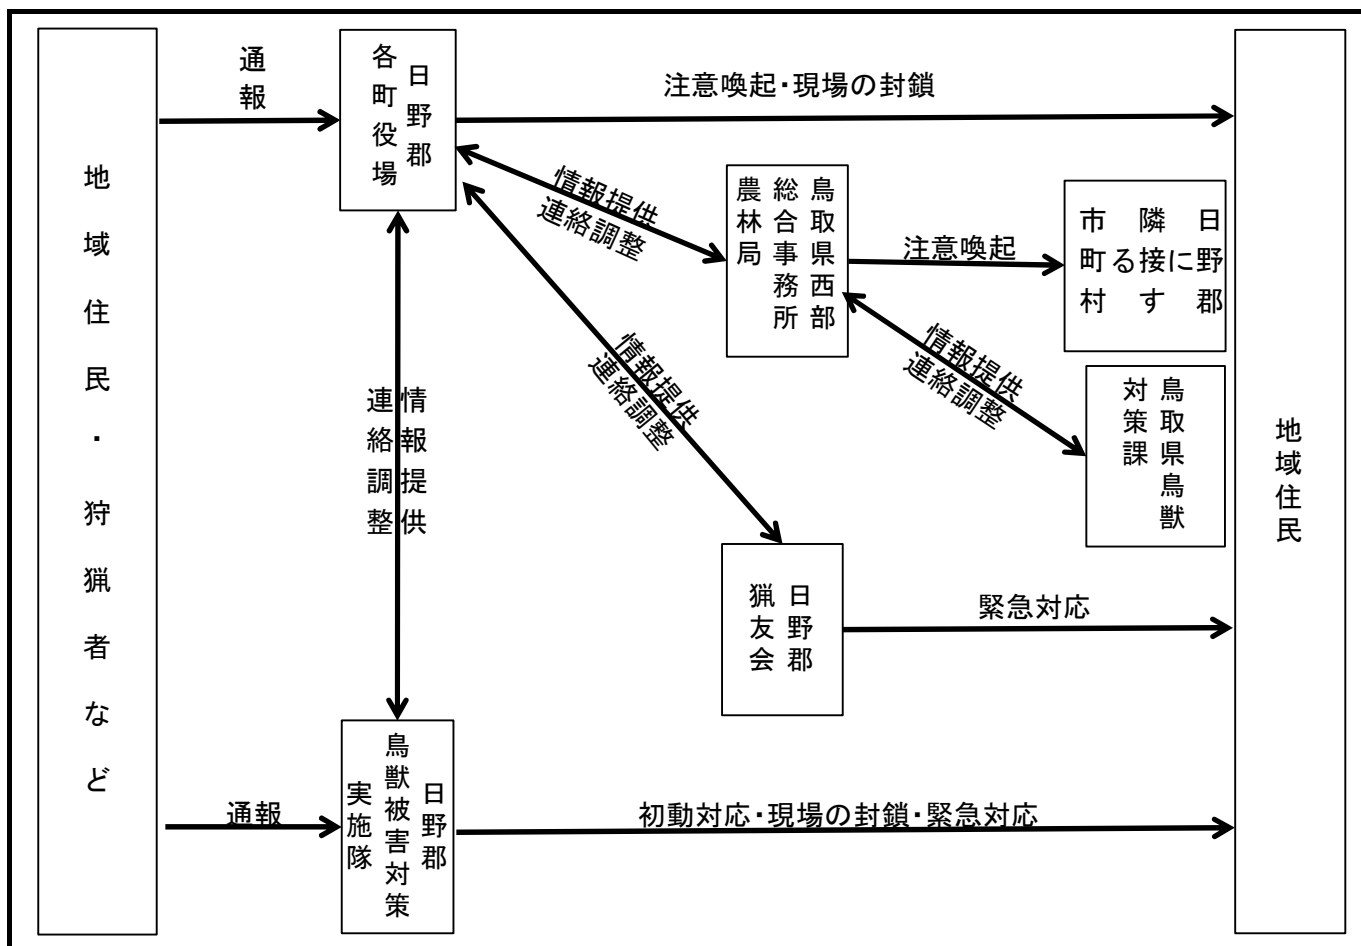 地域住民・狩猟者など
通報
日野郡
各町役場
注意喚起・現場の封鎖
情報提供
連絡調整
鳥取県西部
総合事務所
農林局
注意喚起
日野郡
に
隣接す
る
市町村
情報提供
連絡調整
情報提供
連絡調整
鳥取県鳥獣
対策課
情報提供
連絡調整
日野郡
猟友会
緊急対応
地域住民
通報
日野郡
鳥獣被害対策
実施隊
初動対応・現場の封鎖・緊急対応